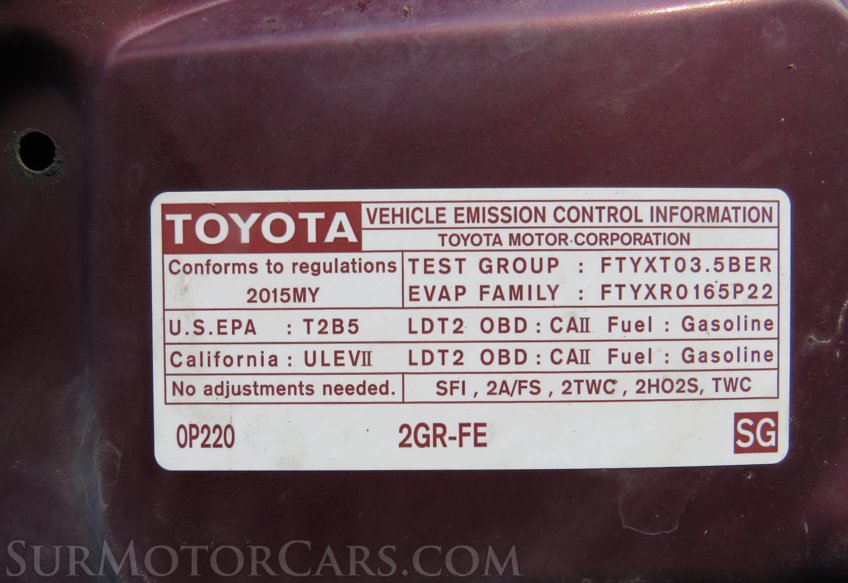 TOYOTA VEHICLE EMISSION CONTROL INFORMATION
TOYOTA MOTOR CORPORATION
Conforms to regulations TEST GROUP : FTYXT03.5BER
2015MY EVAP FAMILY : FTYXR0165P22
U.S.EPA : T2B5 LDT2 OBD : CAII Fuel : Gasoline
California : ULEVII LDT2 OBD : CAII Fuel : Gasoline
No adjustments needed. SFI , 2A/FS , 2TWC , 2HO2S, TWC
0P220 2GR-FE SG
SurMotorCars.com